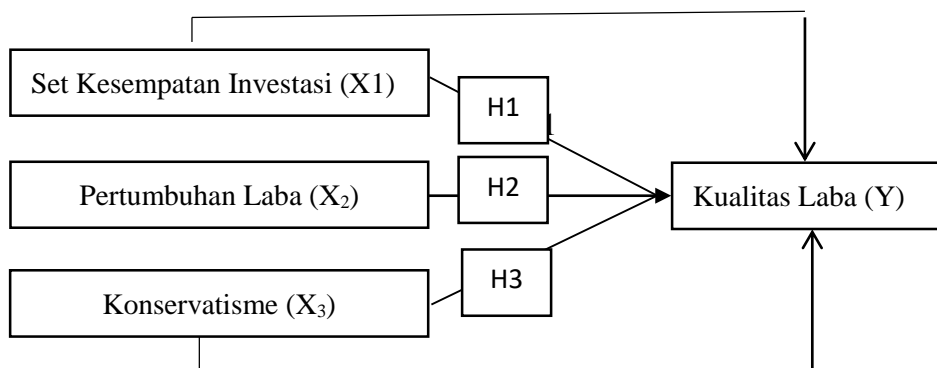 Set Kesempatan Investasi (X1)
H1
Pertumbuhan Laba (X₂)
H2
Kualitas Laba (Y)
H3
Konservatisme (X₃)